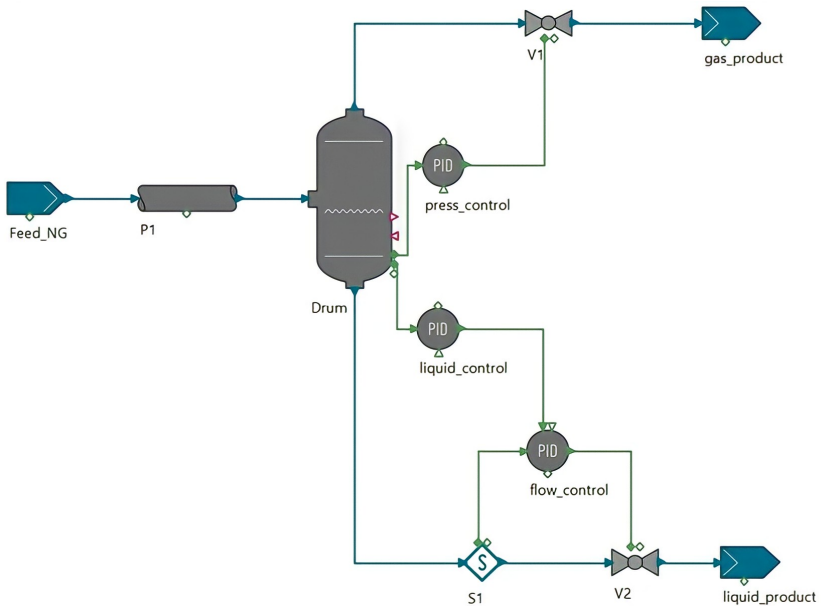 V1
gas_product
PID
press_control
Feed_NG
P1
Drum
PID
liquid_control
PID
flow_control
S
S1
V2
liquid_product